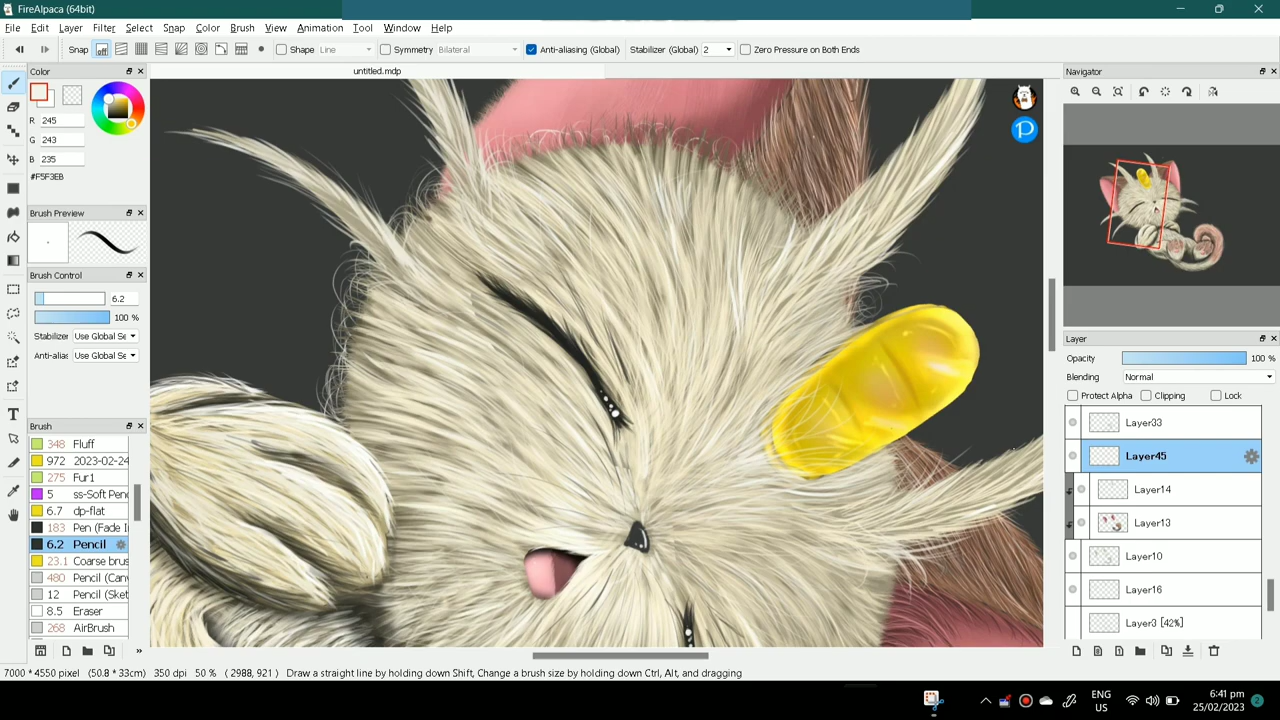 FireAlpaca (64bit)
File Edit Layer Filter Select Snap Color Brush View Animation Tool Window Help
Snap off Shape Line Symmetry Bilateral Anti-aliasing (Global) Stabilizer (Global) 2 Zero Pressure on Both Ends
Color
untitled.mdp
Navigator
R 245
G 243
B 235
#F5F3EB
Brush Preview
Brush Control
6.2
100 %
Stabilizer Use Global Se
Anti-alias Use Global Se
Brush
348 Fluff
972 2023-02-24
275 Fur1
5 ss-Soft Pen
6.7 dp-flat
183 Pen (Fade I
6.2 Pencil
23.1 Coarse brus
480 Pencil (Can
12 Pencil (Sket
8.5 Eraser
268 AirBrush
Layer
Opacity 100 %
Blending Normal
Protect Alpha Clipping Lock
Layer33
Layer45
Layer14
Layer13
Layer10
Layer16
Layer3 [42%]
7000 * 4550 pixel (50.8 * 33cm) 350 dpi 50 % ( 2988, 921 ) Draw a straight line by holding down Shift, Change a brush size by holding down Ctrl, Alt, and dragging
ENG
US
6:41 pm
25/02/2023
2